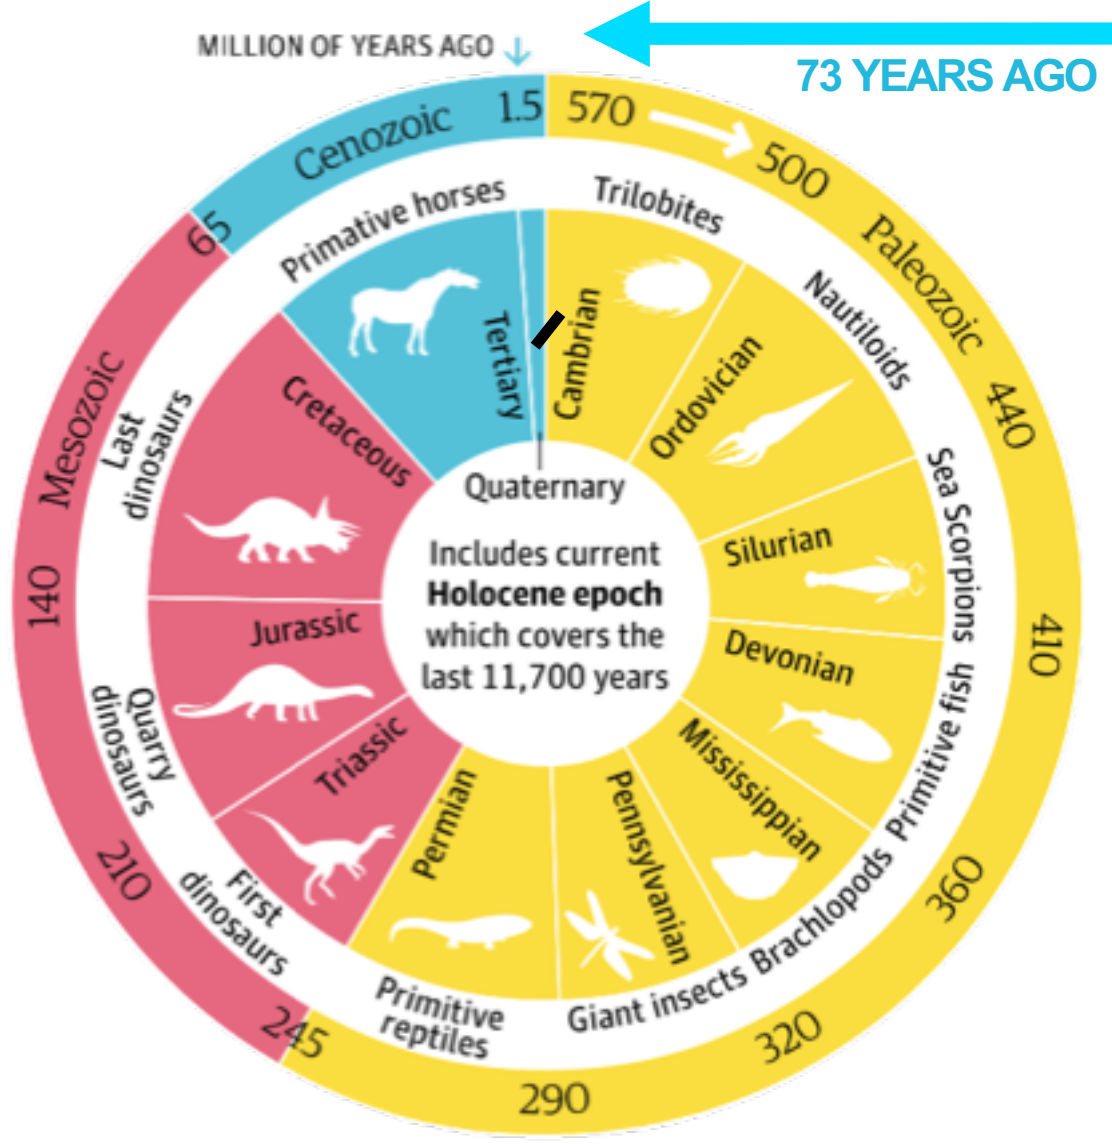 MILLION OF YEARS AGO
73 YEARS AGO
Cenozoic
1.5
570
500
Paleozoic
440
410
360
320
290
245
210
140
Mesozoic
65
Primative horses
Trilobites
Nautiloids
Sea Scorpions
Primitive fish
Brachlopods
Giant insects
Primitive
reptiles
First
dinosaurs
Quarry
dinosaurs
Last
dinosaurs
Tertiary
Cambrian
Ordovician
Silurian
Devonian
Mississippian
Pennsylvanian
Permian
Triassic
Jurassic
Cretaceous
Quaternary
Includes current
Holocene epoch
which covers the
last 11,700 years